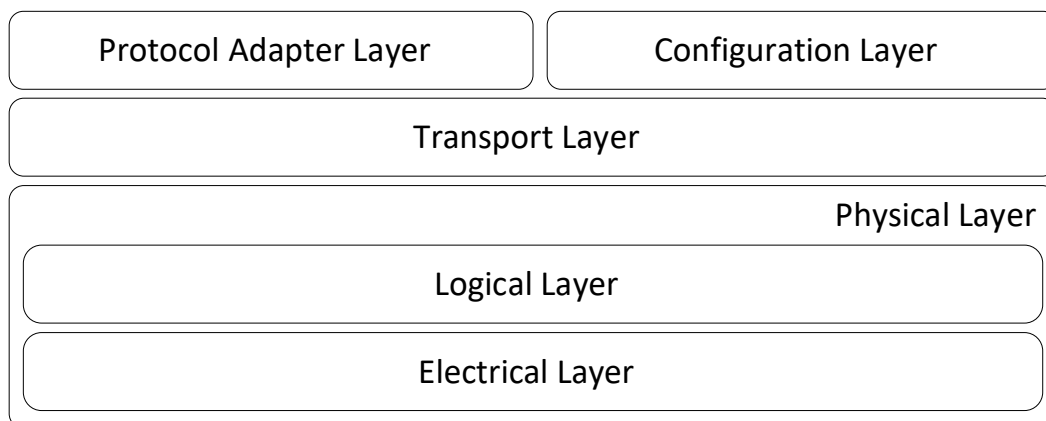 Protocol Adapter Layer
Configuration Layer
Transport Layer
Physical Layer
Logical Layer
Electrical Layer